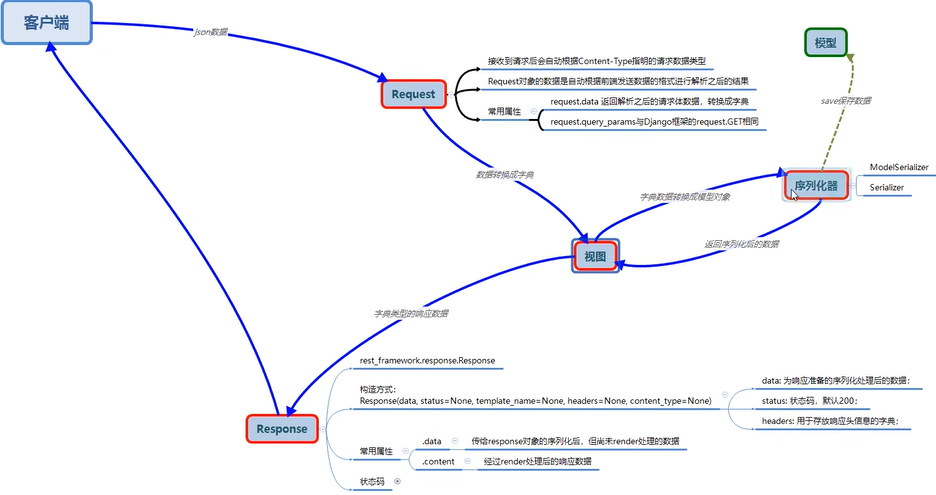 客户端
json数据
模型
接收到请求后会自动根据Content-Type指明的请求数据类型
Request对象的数据是自动根据前端发送数据的格式进行解析之后的结果
Request
常用属性
request.data 返回解析之后的请求体数据，转换成字典
request.query_params与Django框架的request.GET相同
save保存数据
数据转换成字典
ModelSerializer
序列化器
Serializer
字典数据转换成模型对象
返回序列化后的数据
视图
字典类型的响应数据
rest_framework.response.Response
构造方式：
Response(data, status=None, template_name=None, headers=None, content_type=None)
data: 为响应准备的序列化处理后的数据；
status: 状态码，默认200；
headers: 用于存放响应头信息的字典；
Response
常用属性
.data
传给response对象的序列化后，但尚未render处理的数据
.content
经过render处理后的响应数据
状态码